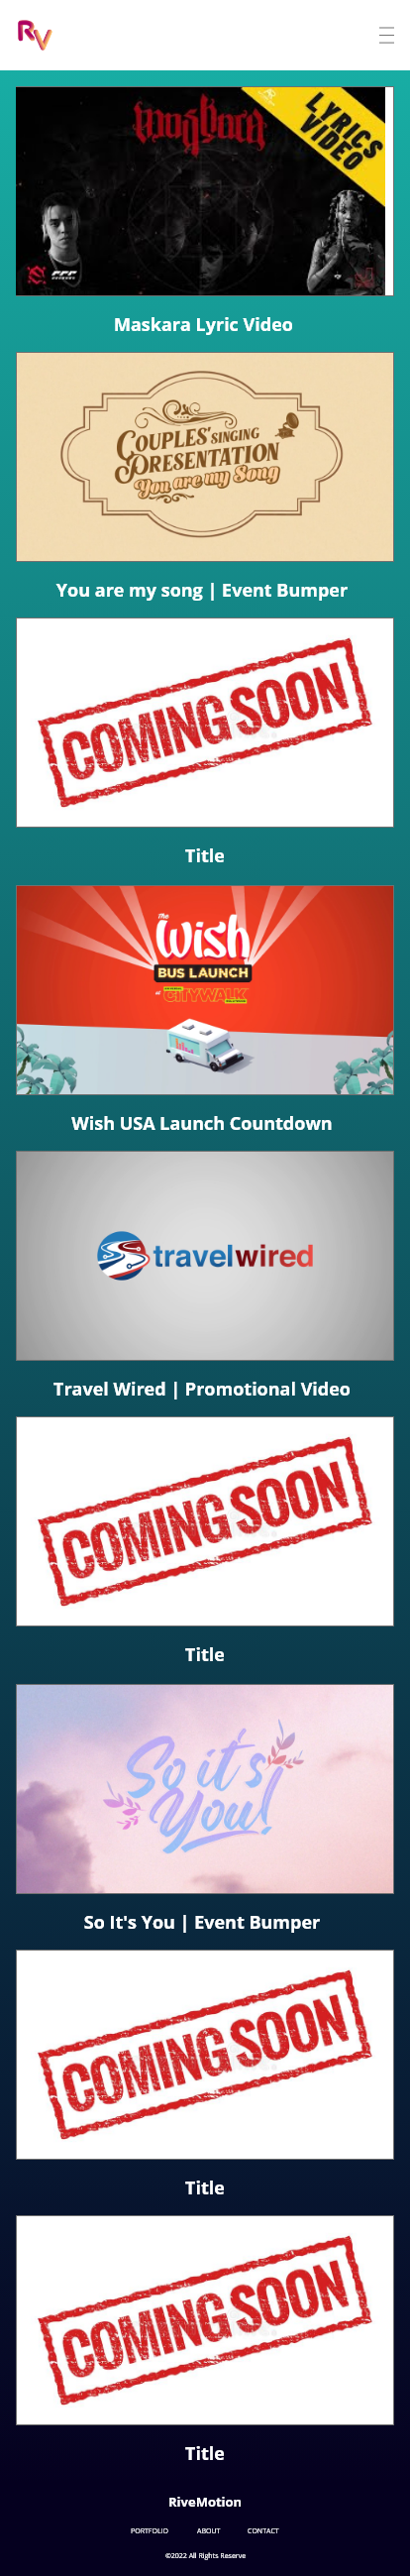 RV
Maskara
LYRICS
VIDEO
Maskara Lyric Video
COUPLES' SINGING
PRESENTATION
You are my Song
You are my song | Event Bumper
COMING SOON
Title
The
Wish
BUS LAUNCH
at
CITYWALK
Wish USA Launch Countdown
travelwired
Travel Wired | Promotional Video
COMING SOON
Title
So it's
You!
So It's You | Event Bumper
COMING SOON
Title
COMING SOON
Title
RiveMotion
PORTFOLIO ABOUT CONTACT
©2022 All Rights Reserve